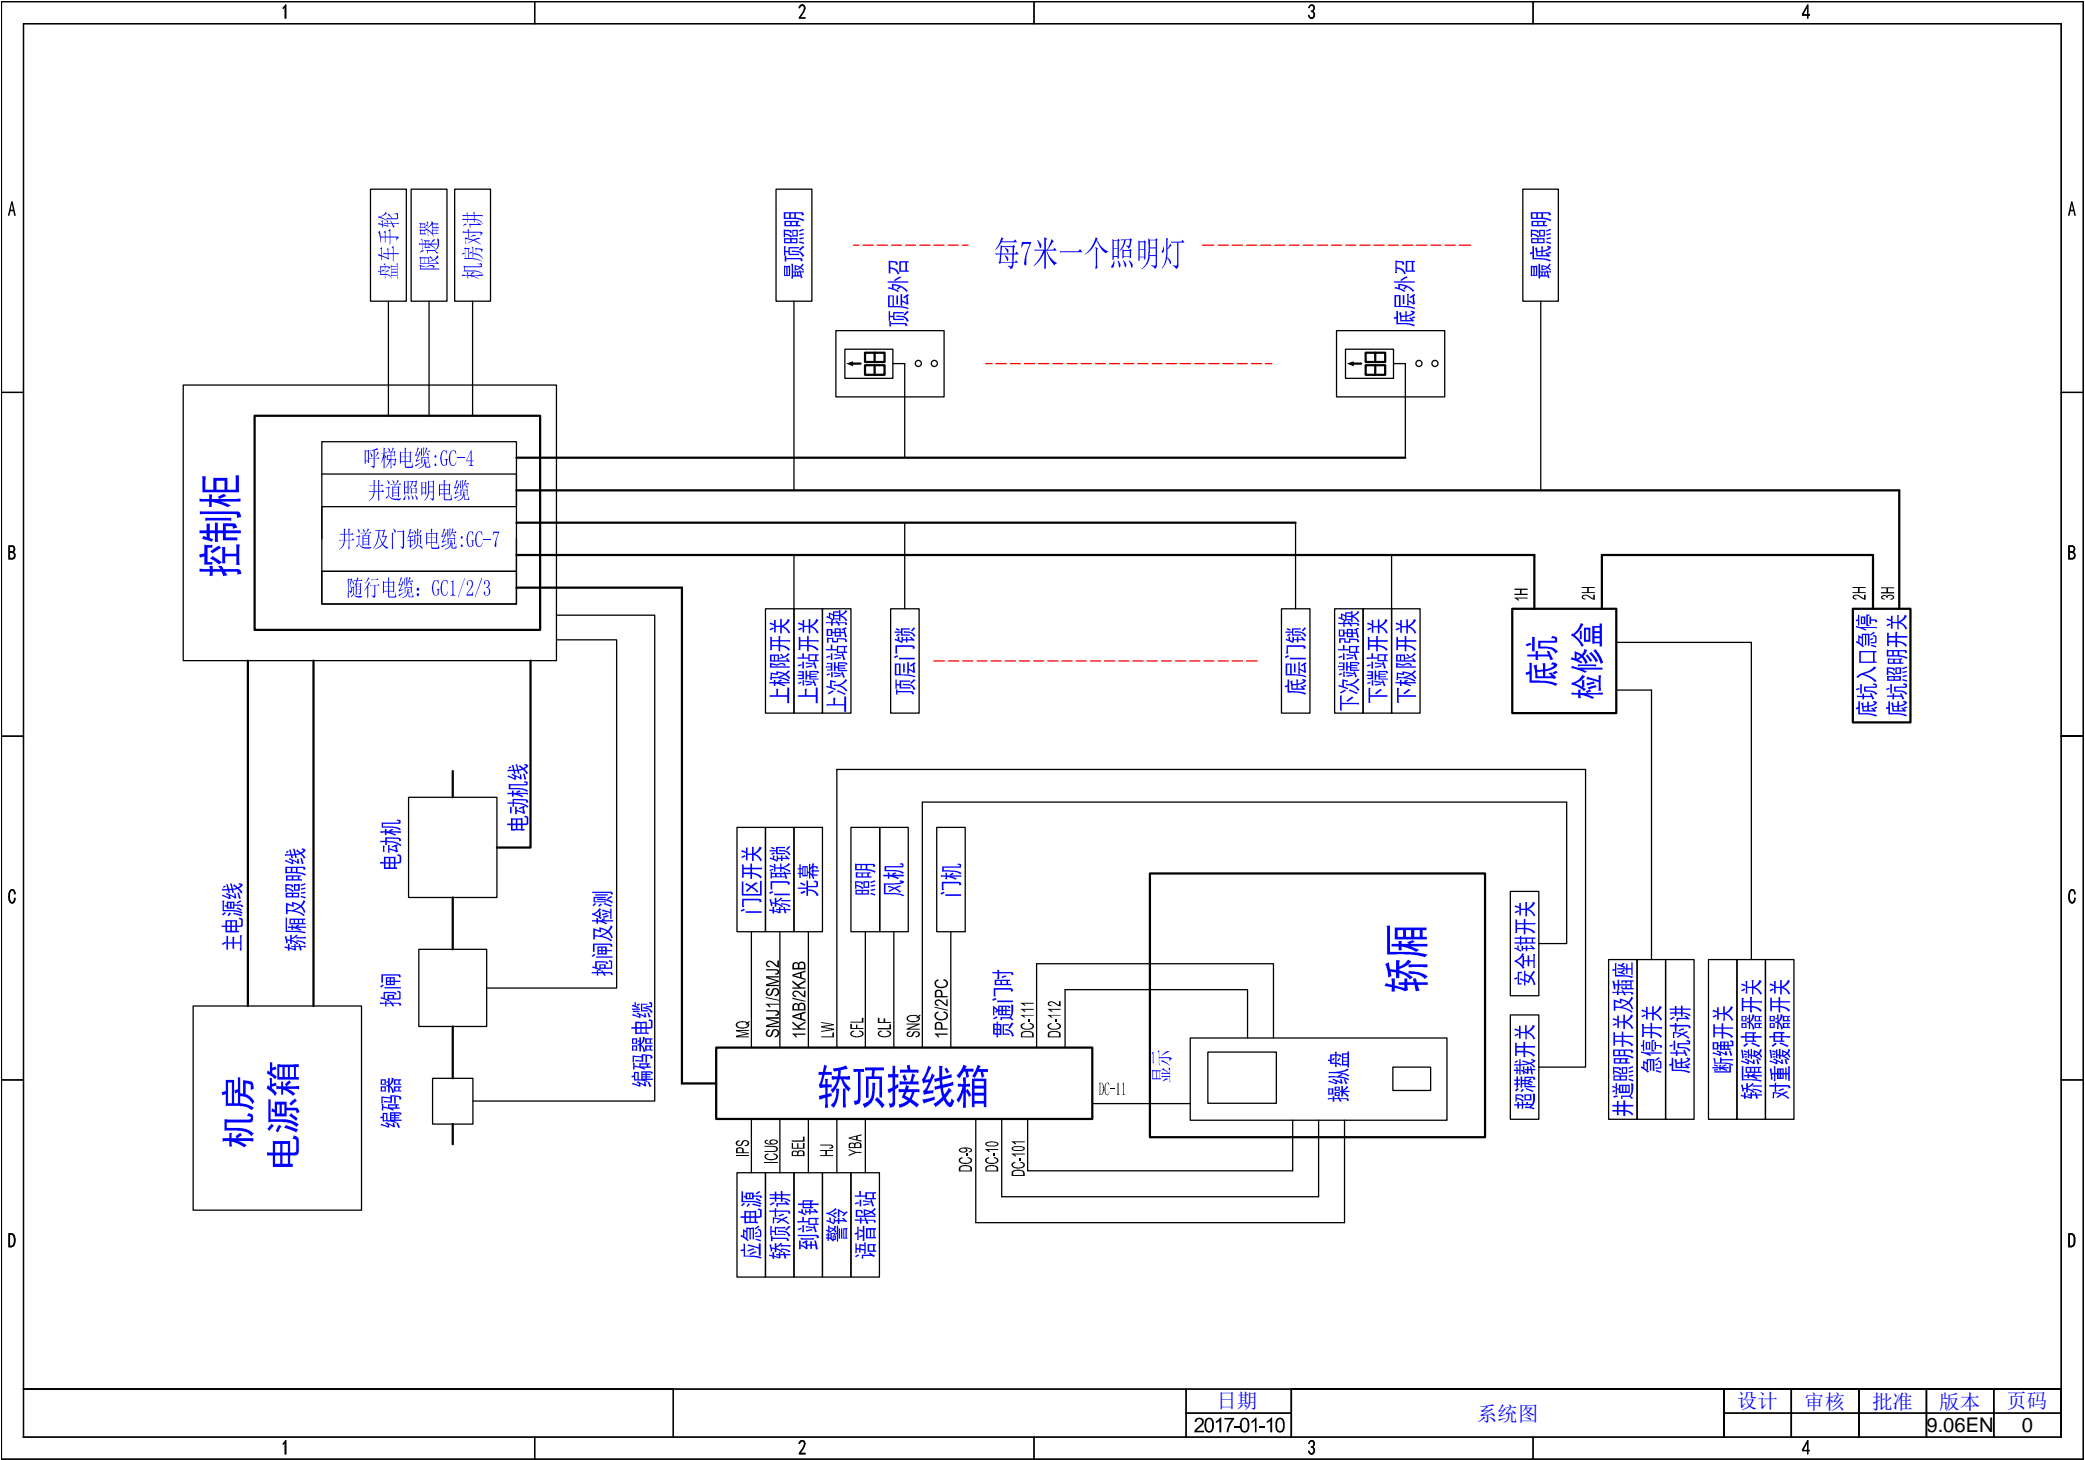 1
2
3
4
A
A
盘车手轮
限速器
机房对讲
最顶照明
每7米一个照明灯
最底照明
顶层外召
底层外召
控制柜
呼梯电缆:GC-4
井道照明电缆
井道及门锁电缆:GC-7
随行电缆: GC1/2/3
B
B
1H
2H
2H
3H
上极限开关
上端站开关
上次端站强换
顶层门锁
底层门锁
下次端站强换
下端站开关
下极限开关
底坑
检修盒
底坑入口急停
底坑照明开关
电动机线
电动机
主电源线
轿厢及照明线
抱闸及检测
抱闸
编码器电缆
编码器
机房
电源箱
C
C
门区开关
轿门联锁
光幕
照明
风机
门机
MQ
SMJ1/SMJ2
1KAB/2KAB
LW
CFL
CLF
SNQ
1PC/2PC
贯通门时
DC-111
DC-112
轿厢
安全钳开关
超满载开关
井道照明开关及插座
急停开关
底坑对讲
断绳开关
轿厢缓冲器开关
对重缓冲器开关
轿顶接线箱
DC-11
显示
操纵盘
IPS
ICU6
BEL
HJ
YBA
DC-9
DC-10
DC-101
应急电源
轿顶对讲
到站钟
警铃
语音报站
D
D
日期
2017-01-10
系统图
设计
审核
批准
版本
页码
9.06EN
0
1
2
3
4